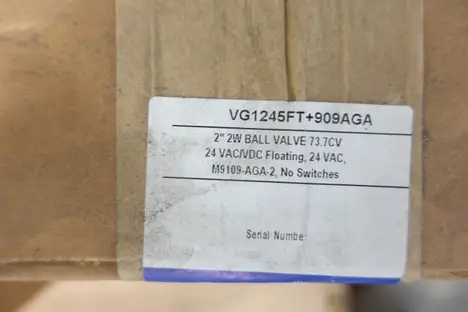 VG1245FT+909AGA
2" 2W BALL VALVE 73.7CV
24 VAC/VDC Floating, 24 VAC,
M9109-AGA-2, No Switches
Serial Number